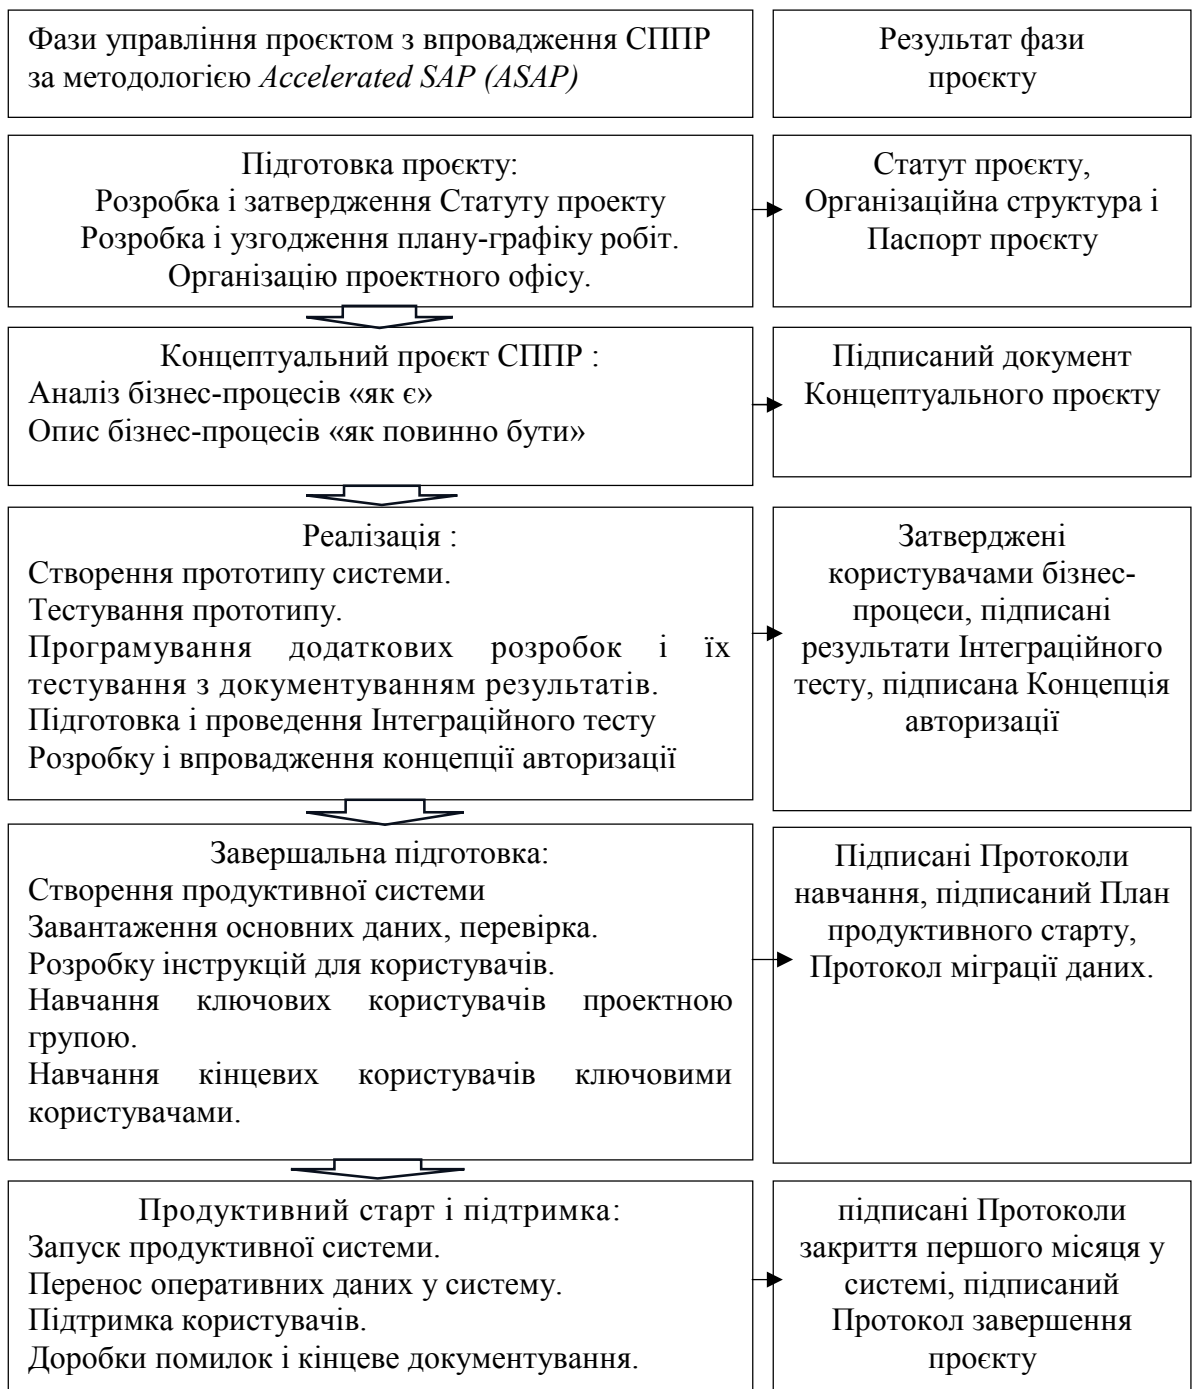 Фази управління проєктом з впровадження СППР
за методологією Accelerated SAP (ASAP)
Результат фази
проєкту
Підготовка проєкту:
Розробка і затвердження Статуту проекту
Розробка і узгодження плану-графіку робіт.
Організацію проектного офісу.
Статут проєкту,
Організаційна структура і
Паспорт проєкту
Концептуальний проєкт СППР :
Аналіз бізнес-процесів «як є»
Опис бізнес-процесів «як повинно бути»
Підписаний документ
Концептуального проєкту
Реалізація :
Створення прототипу системи.
Тестування прототипу.
Програмування додаткових розробок і їх
тестування з документуванням результатів.
Підготовка і проведення Інтеграційного тесту
Розробку і впровадження концепції авторизації
Затверджені
користувачами бізнес-
процеси, підписані
результати Інтеграційного
тесту, підписана Концепція
авторизації
Завершальна підготовка:
Створення продуктивної системи
Завантаження основних даних, перевірка.
Розробку інструкцій для користувачів.
Навчання ключових користувачів проектною
групою.
Навчання кінцевих користувачів ключовими
користувачами.
Підписані Протоколи
навчання, підписаний План
продуктивного старту,
Протокол міграції даних.
Продуктивний старт і підтримка:
Запуск продуктивної системи.
Перенос оперативних даних у систему.
Підтримка користувачів.
Доробки помилок і кінцеве документування.
підписані Протоколи
закриття першого місяця у
системі, підписаний
Протокол завершення
проєкту